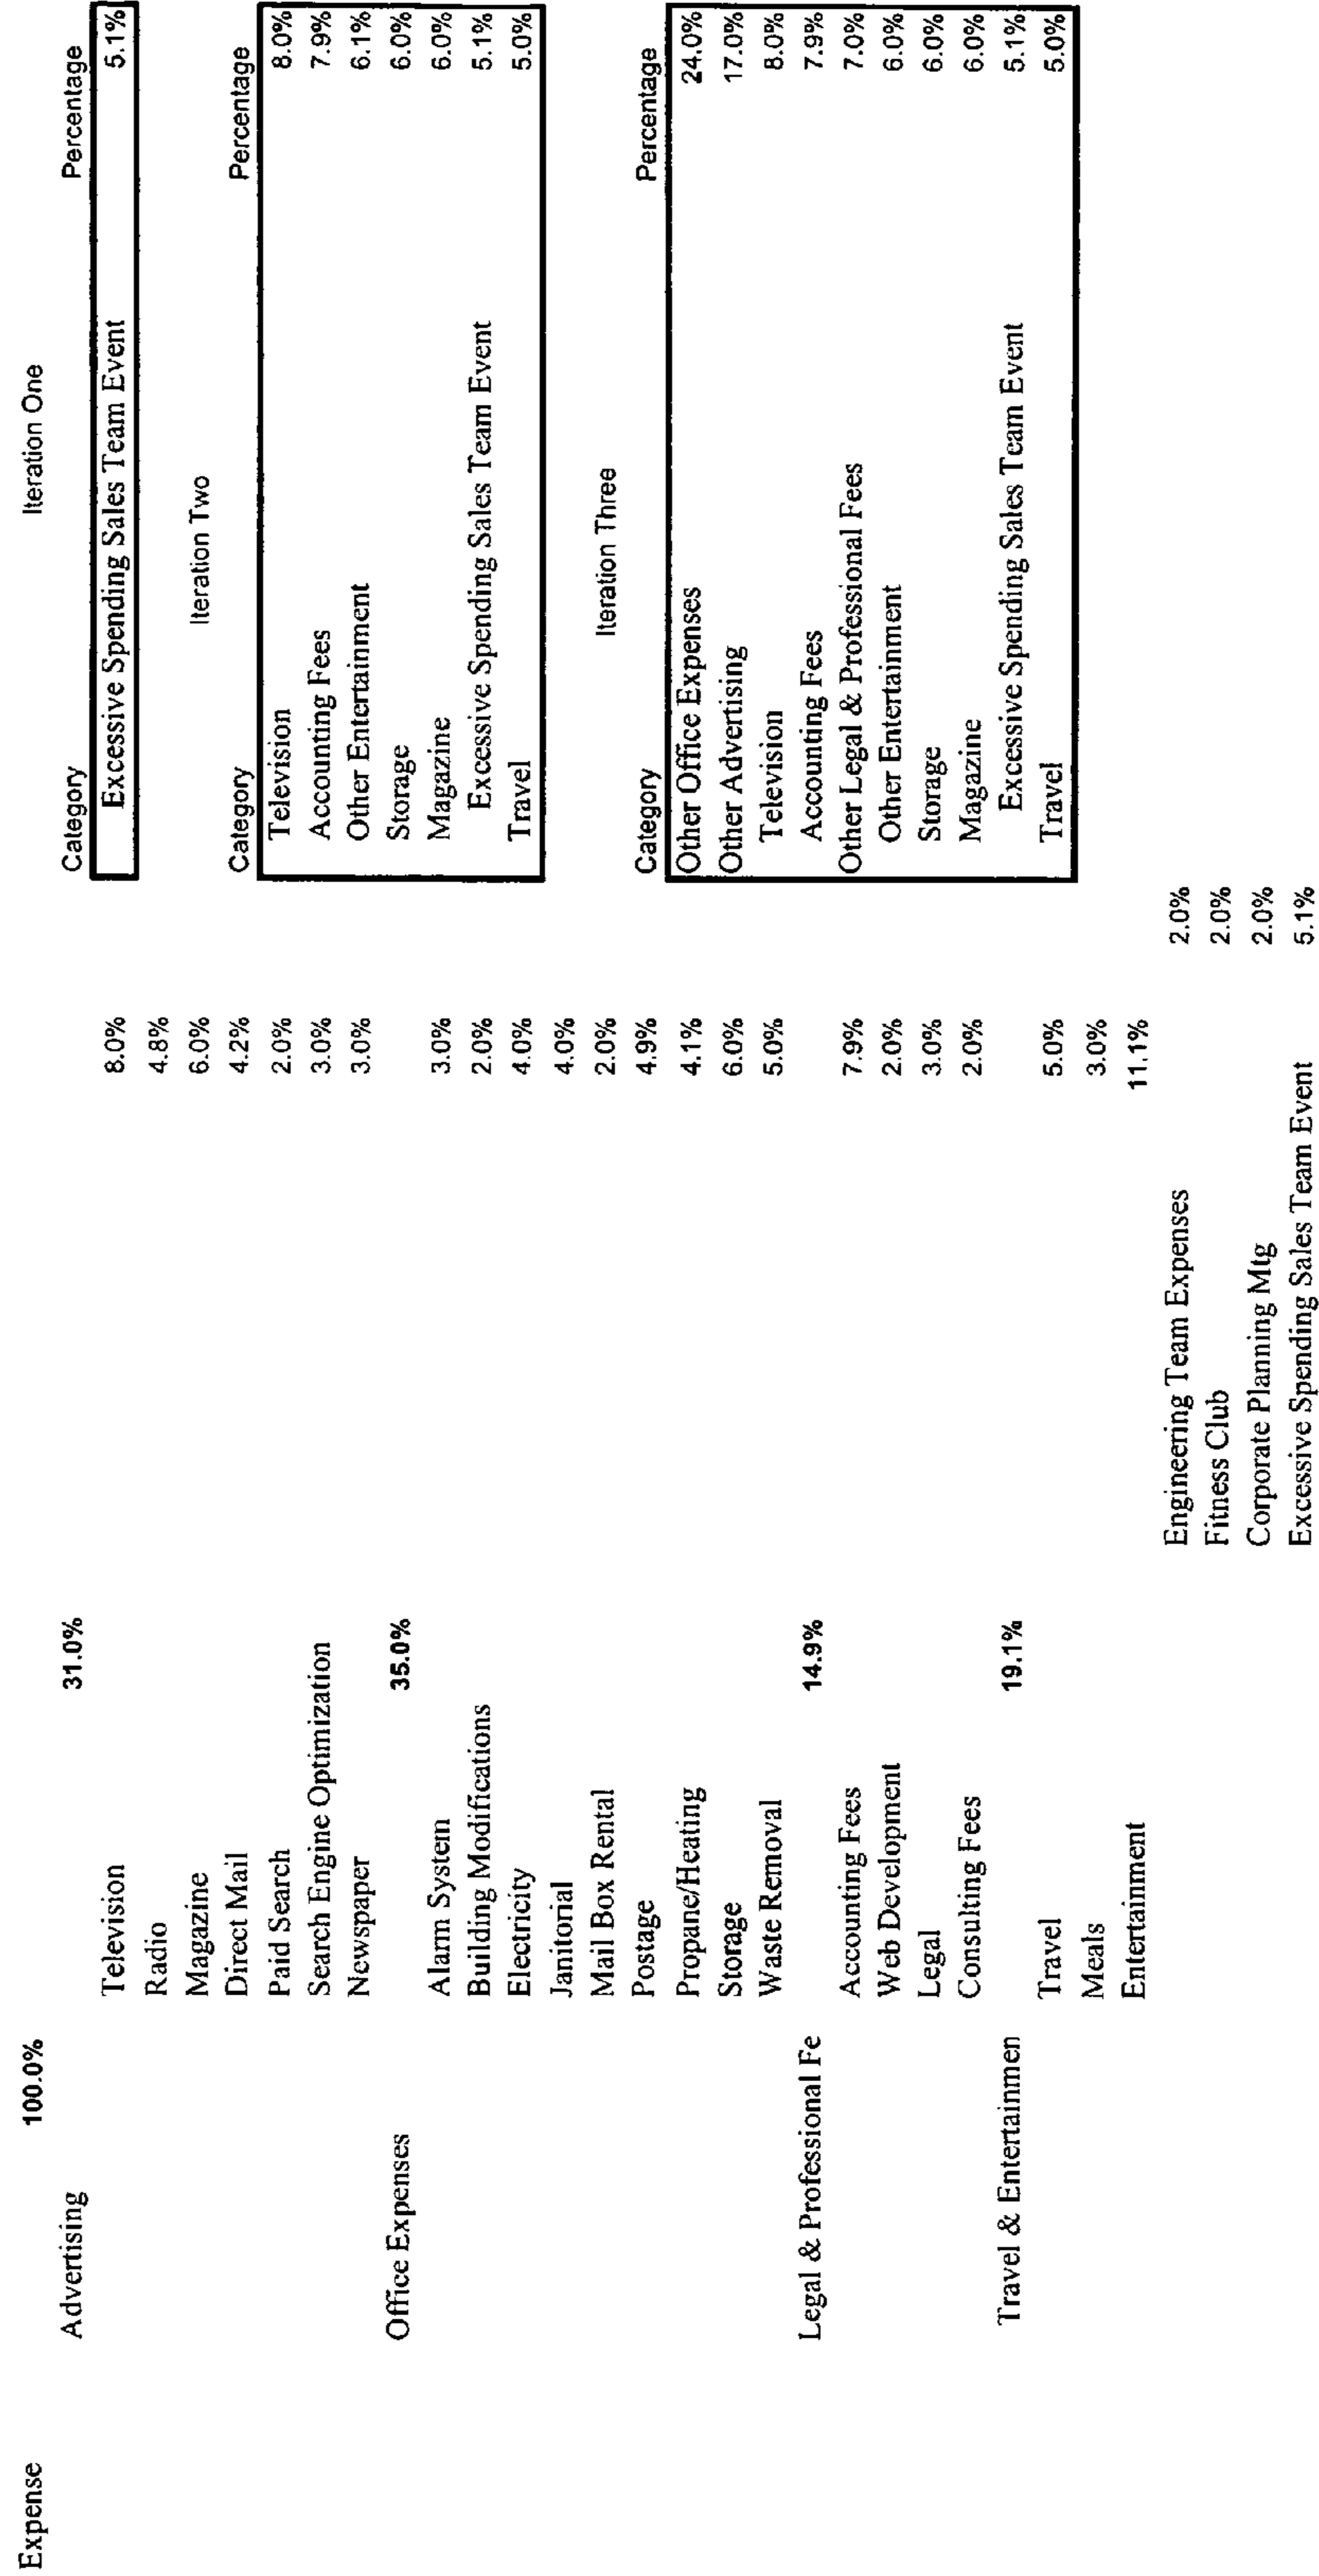 Expense 100.0%
Advertising 31.0%
Television 8.0%
Radio 4.8%
Magazine 6.0%
Direct Mail 4.2%
Paid Search 2.0%
Search Engine Optimization 3.0%
Newspaper 3.0%
Office Expenses 35.0%
Alarm System 3.0%
Building Modifications 2.0%
Electricity 4.0%
Janitorial 4.0%
Mail Box Rental 2.0%
Postage 4.9%
Propane/Heating 4.1%
Storage 6.0%
Waste Removal 5.0%
Legal & Professional Fe 14.9%
Accounting Fees 7.9%
Web Development 2.0%
Legal 3.0%
Consulting Fees 2.0%
Travel & Entertainmen 19.1%
Travel 5.0%
Meals 3.0%
Entertainment 11.1%
Engineering Team Expenses 2.0%
Fitness Club 2.0%
Corporate Planning Mtg 2.0%
Excessive Spending Sales Team Event 5.1%
Iteration One
Category Percentage
Excessive Spending Sales Team Event 5.1%
Iteration Two
Category Percentage
Television 8.0%
Accounting Fees 7.9%
Other Entertainment 6.1%
Storage 6.0%
Magazine 6.0%
Excessive Spending Sales Team Event 5.1%
Travel 5.0%
Iteration Three
Category Percentage
Other Office Expenses 24.0%
Other Advertising 17.0%
Television 8.0%
Accounting Fees 7.9%
Other Legal & Professional Fees 7.0%
Other Entertainment 6.0%
Storage 6.0%
Magazine 6.0%
Excessive Spending Sales Team Event 5.1%
Travel 5.0%